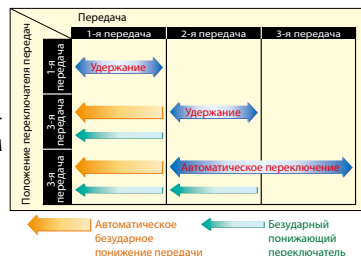 Передача
1-я передача 2-я передача 3-я передача
Положение переключателя передач
1-я
передача
Удержание
3-я
передача
Удержание
3-я
передача
Автоматическое переключение
Автоматическое
безударное
понижение передачи
Безударный
понижающий
переключатель